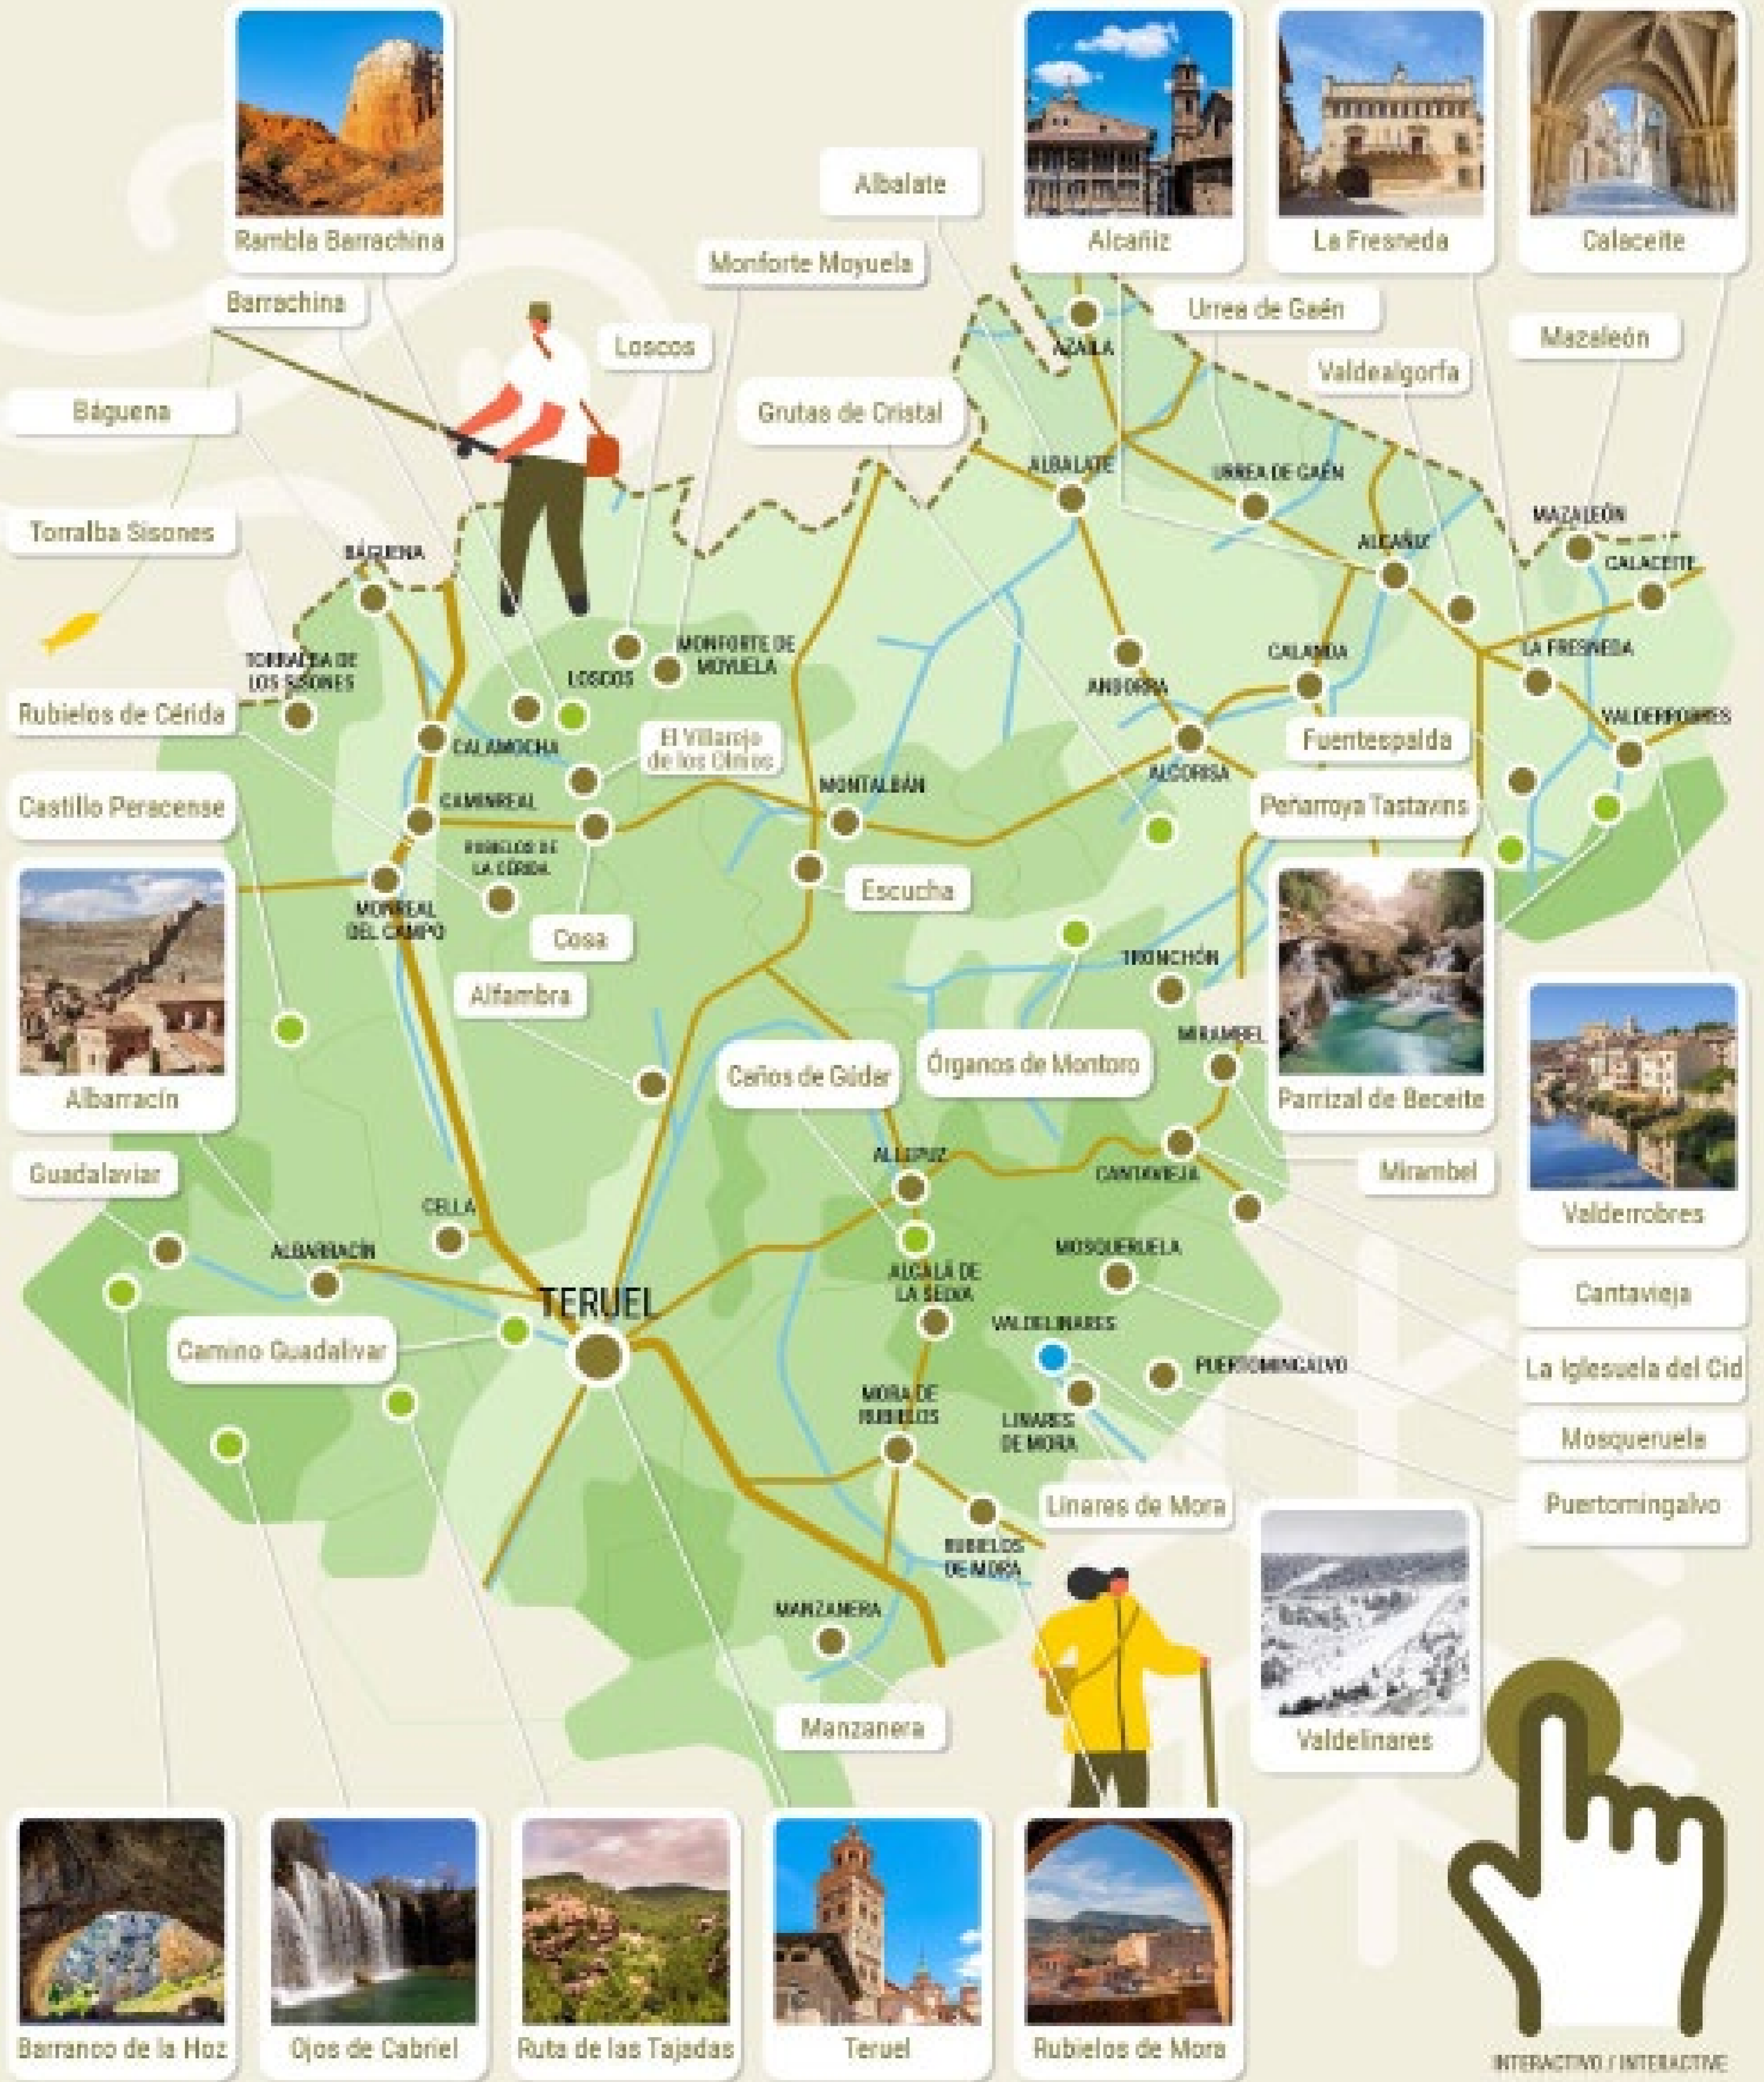 Rambla Barrachina
Alcañiz
La Fresneda
Calaceite
Albalate
Monforte Moyuela
Barrachina
Urrea de Gaén
Mazaleón
Loscos
Valdealgorfa
Báguena
Grutas de Cristal
Torralba Sisones
Rubielos de Cérida
Castillo Peracense
El Villarejo
de los Olmos
Fuentespalda
Peñarroya Tastavins
Escucha
Cosa
Alfambra
Albarracín
Caños de Gúdar
Órganos de Montoro
Parrizal de Beceite
Guadalaviar
Mirambel
Valderrobres
Camino Guadalivar
Cantavieja
La Iglesuela del Cid
Mosqueruela
Puertomingalvo
Linares de Mora
Manzanera
Valdelinares
AZAILA
ALBALATE
URREA DE GAÉN
MAZALEÓN
BÁGUENA
ALCAÑIZ
CALACEITE
TORRALBA DE
LOS SISONES
LOSCOS
MONFORTE DE
MOYUELA
CALANDA
LA FRESNEDA
ANDORRA
VALDERROBRES
CALAMOCHA
ALCORISA
MONTALBÁN
CAMINREAL
RUBIELOS DE
LA CÉRIDA
MONREAL
DEL CAMPO
TRONCHÓN
MIRAMBEL
ALLEPUZ
CANTAVIEJA
CELLA
ALBARRACÍN
MOSQUERUELA
ALCALÁ DE
LA SELVA
TERUEL
VALDELINARES
PUERTOMINGALVO
MORA DE
RUBIELOS
LINARES
DE MORA
RUBIELOS
DE MORA
MANZANERA
Barranco de la Hoz
Ojos de Cabriel
Ruta de las Tajadas
Teruel
Rubielos de Mora
INTERACTIVO / INTERACTIVE